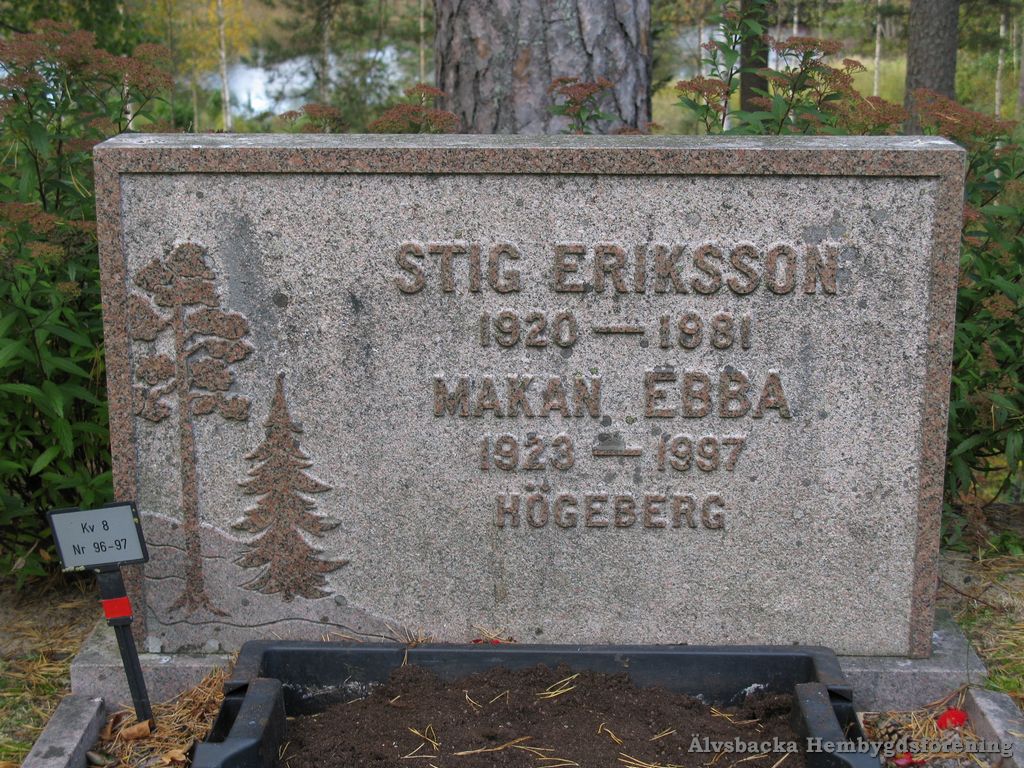 STIG ERIKSSON
1920 — 1981
MAKAN EBBA
1923 — 1997
HÖGEBERG
Kv 8
Nr 96-97
Älvsbacka Hembygdsförening